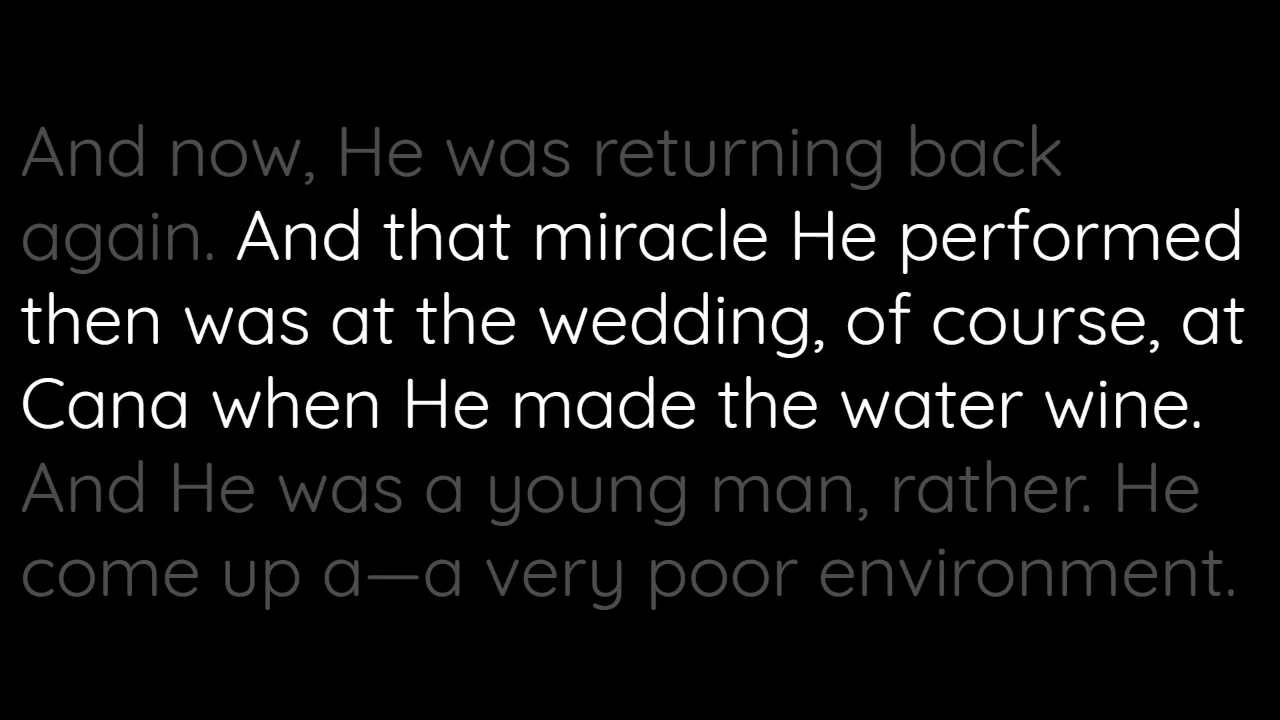 And now, He was returning back
again. And that miracle He performed
then was at the wedding, of course, at
Cana when He made the water wine.
And He was a young man, rather. He
come up a—a very poor environment.